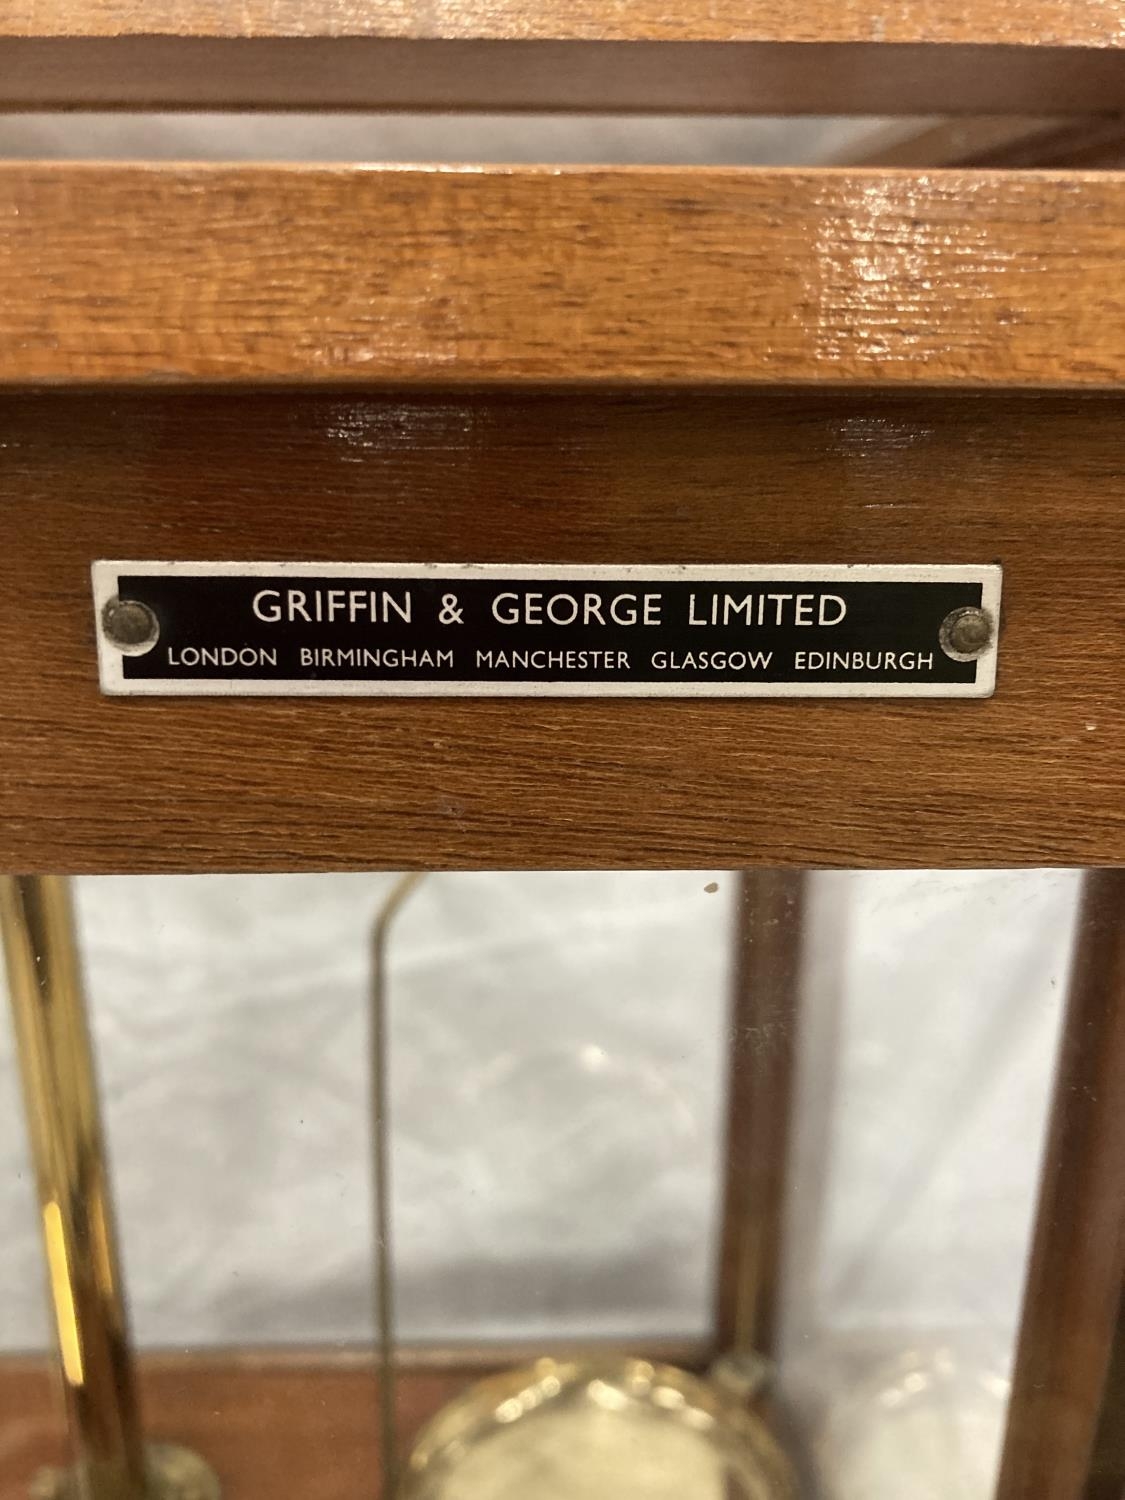 GRIFFIN & GEORGE LIMITED
LONDON BIRMINGHAM MANCHESTER GLASGOW EDINBURGH